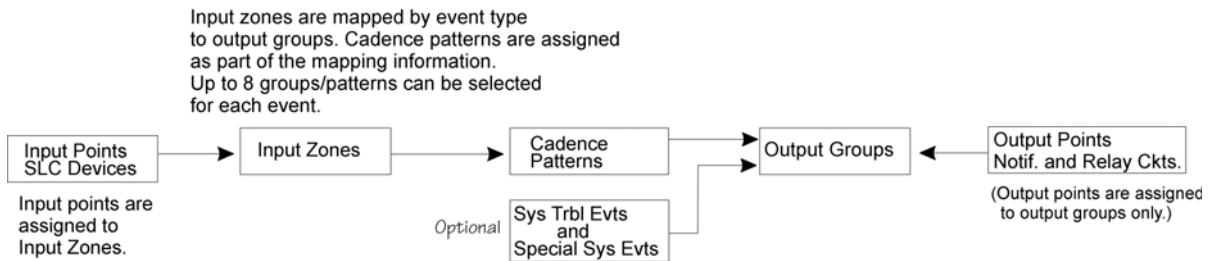 Input zones are mapped by event type
to output groups. Cadence patterns are assigned
as part of the mapping information.
Up to 8 groups/patterns can be selected
for each event.
Input Points
SLC Devices
Input Zones
Cadence
Patterns
Output Groups
Output Points
Notif. and Relay Ckts.
Input points are
assigned to
Input Zones.
Optional
Sys Trbl Evts
and
Special Sys Evts
(Output points are assigned
to output groups only.)